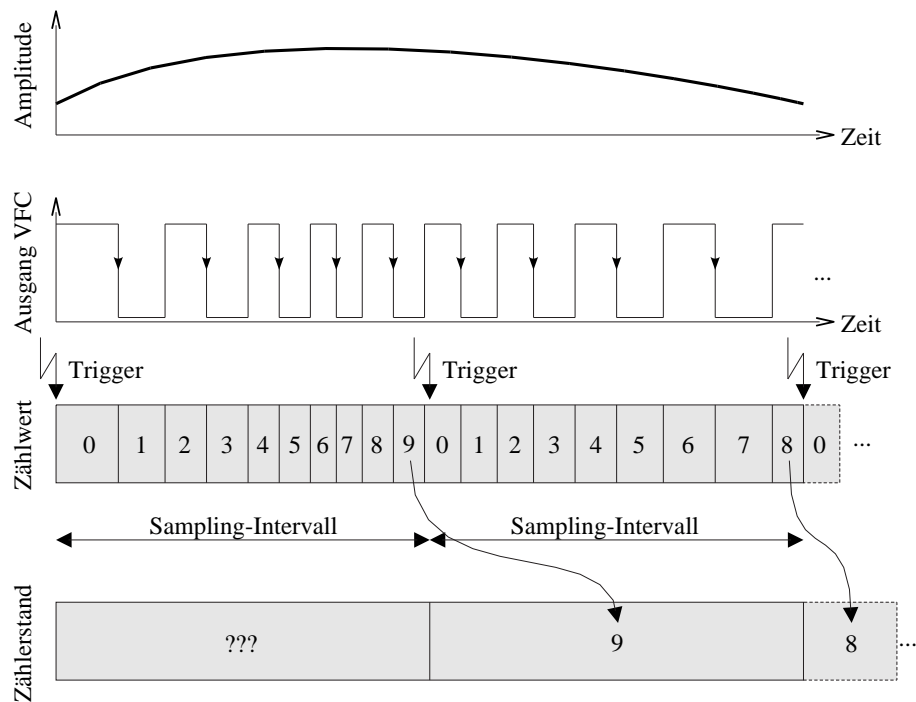 Amplitude
Zeit
Ausgang VFC
...
Zeit
Trigger Trigger Trigger
Zählwert
0 1 2 3 4 5 6 7 8 9 0 1 2 3 4 5 6 7 8 0 ...
Sampling-Intervall Sampling-Intervall
Zählerstand
??? 9 8 ...